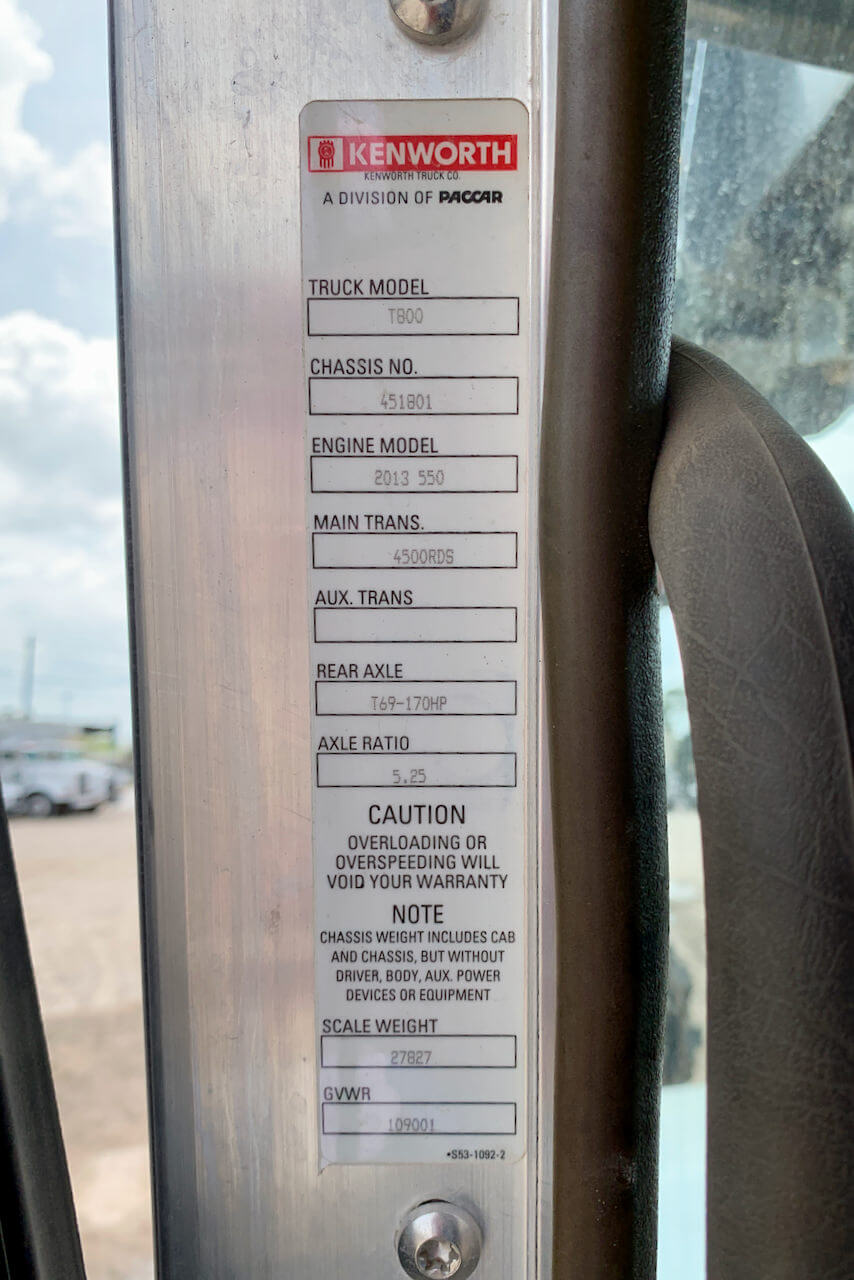 KENWORTH
KENWORTH TRUCK CO.
A DIVISION OF PACCAR
TRUCK MODEL
T800
CHASSIS NO.
451801
ENGINE MODEL
2013 550
MAIN TRANS.
4500RDS
AUX. TRANS
REAR AXLE
T69-170HP
AXLE RATIO
5.25
CAUTION
OVERLOADING OR
OVERSPEEDING WILL
VOID YOUR WARRANTY
NOTE
CHASSIS WEIGHT INCLUDES CAB
AND CHASSIS, BUT WITHOUT
DRIVER, BODY, AUX. POWER
DEVICES OR EQUIPMENT
SCALE WEIGHT
27827
GVWR
109001
•S53-1092-2